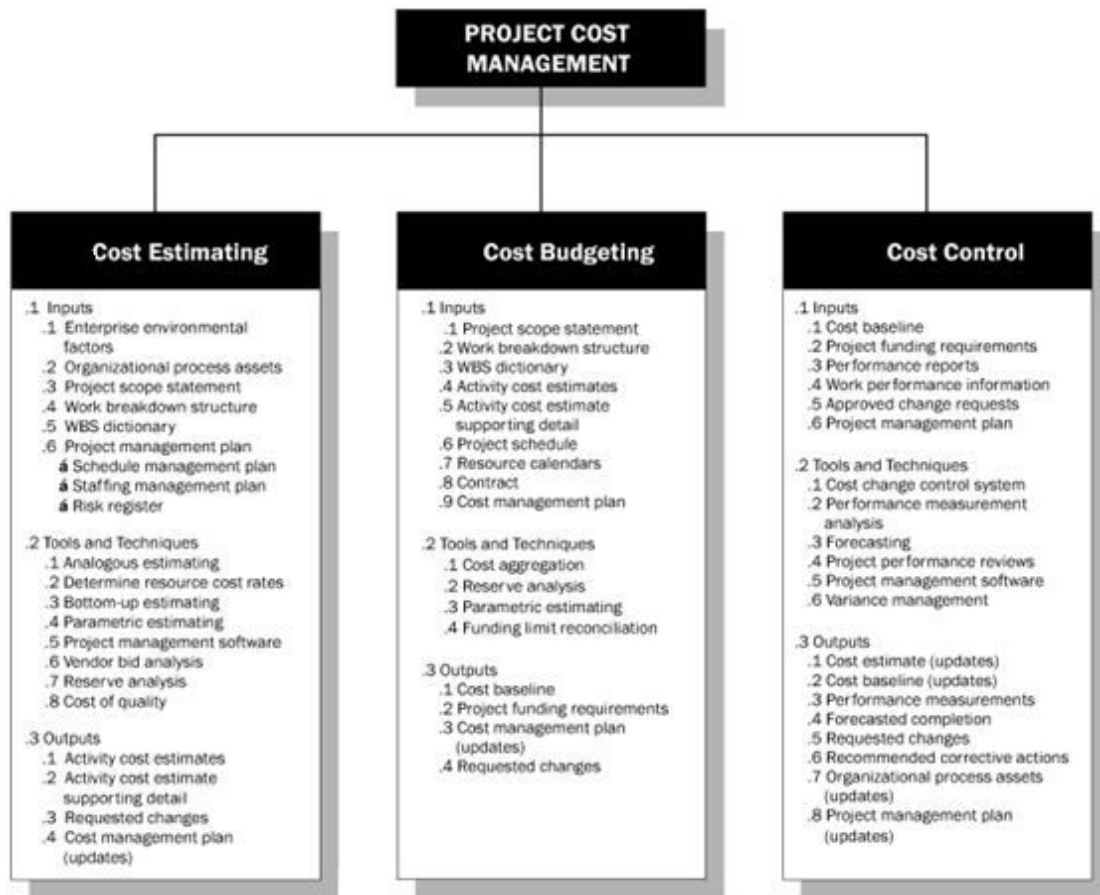 PROJECT COST
MANAGEMENT
Cost Estimating
.1 Inputs
.1 Enterprise environmental
factors
.2 Organizational process assets
.3 Project scope statement
.4 Work breakdown structure
.5 WBS dictionary
.6 Project management plan
á Schedule management plan
á Staffing management plan
á Risk register
.2 Tools and Techniques
.1 Analogous estimating
.2 Determine resource cost rates
.3 Bottom-up estimating
.4 Parametric estimating
.5 Project management software
.6 Vendor bid analysis
.7 Reserve analysis
.8 Cost of quality
.3 Outputs
.1 Activity cost estimates
.2 Activity cost estimate
supporting detail
.3 Requested changes
.4 Cost management plan
(updates)
Cost Budgeting
.1 Inputs
.1 Project scope statement
.2 Work breakdown structure
.3 WBS dictionary
.4 Activity cost estimates
.5 Activity cost estimate
supporting detail
.6 Project schedule
.7 Resource calendars
.8 Contract
.9 Cost management plan
.2 Tools and Techniques
.1 Cost aggregation
.2 Reserve analysis
.3 Parametric estimating
.4 Funding limit reconciliation
.3 Outputs
.1 Cost baseline
.2 Project funding requirements
.3 Cost management plan
(updates)
.4 Requested changes
Cost Control
.1 Inputs
.1 Cost baseline
.2 Project funding requirements
.3 Performance reports
.4 Work performance information
.5 Approved change requests
.6 Project management plan
.2 Tools and Techniques
.1 Cost change control system
.2 Performance measurement
analysis
.3 Forecasting
.4 Project performance reviews
.5 Project management software
.6 Variance management
.3 Outputs
.1 Cost estimate (updates)
.2 Cost baseline (updates)
.3 Performance measurements
.4 Forecasted completion
.5 Requested changes
.6 Recommended corrective actions
.7 Organizational process assets
(updates)
.8 Project management plan
(updates)